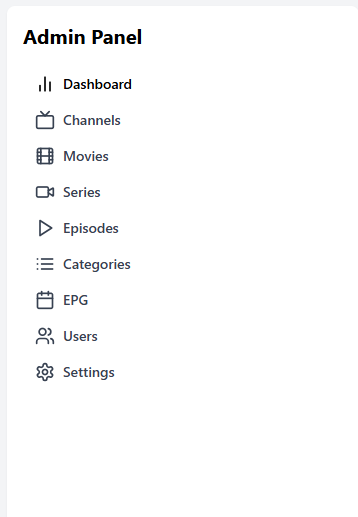 Admin Panel
Dashboard
Channels
Movies
Series
Episodes
Categories
EPG
Users
Settings